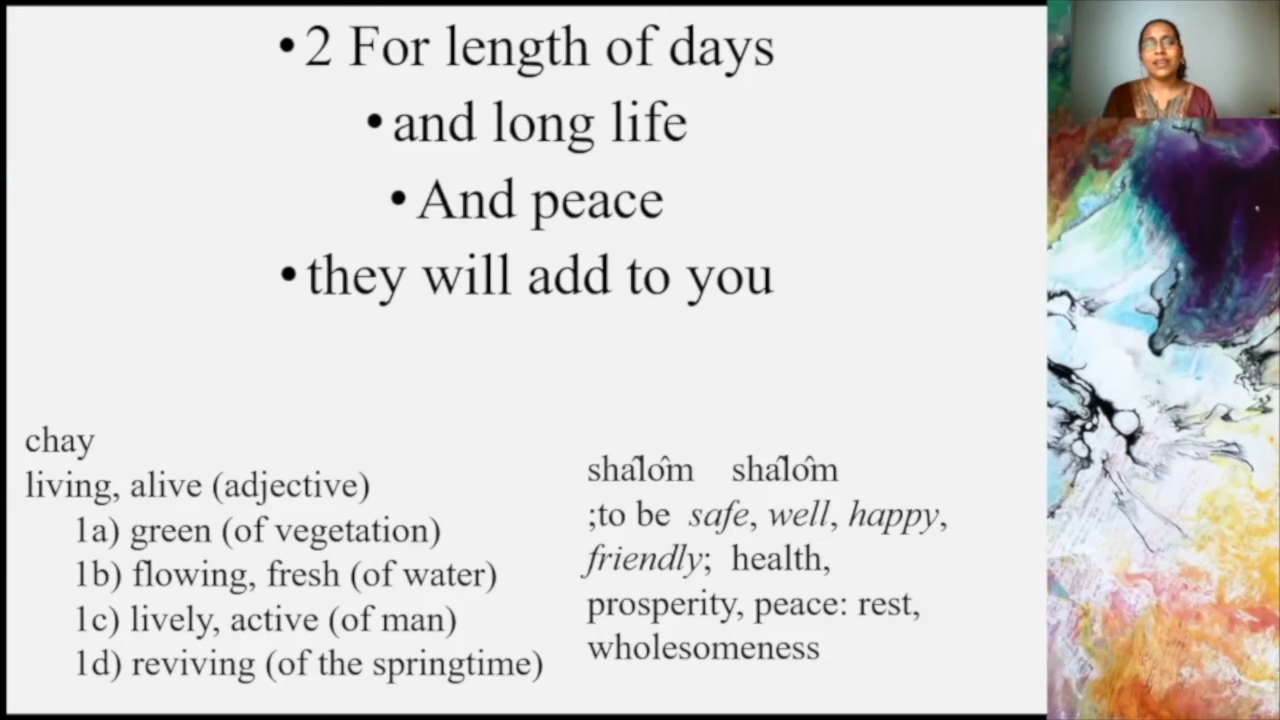 •2 For length of days
•and long life
•And peace
•they will add to you
chay
living, alive (adjective)
1a) green (of vegetation)
1b) flowing, fresh (of water)
1c) lively, active (of man)
1d) reviving (of the springtime)
shâlôm shâlôm
;to be safe, well, happy,
friendly; health,
prosperity, peace: rest,
wholesomeness